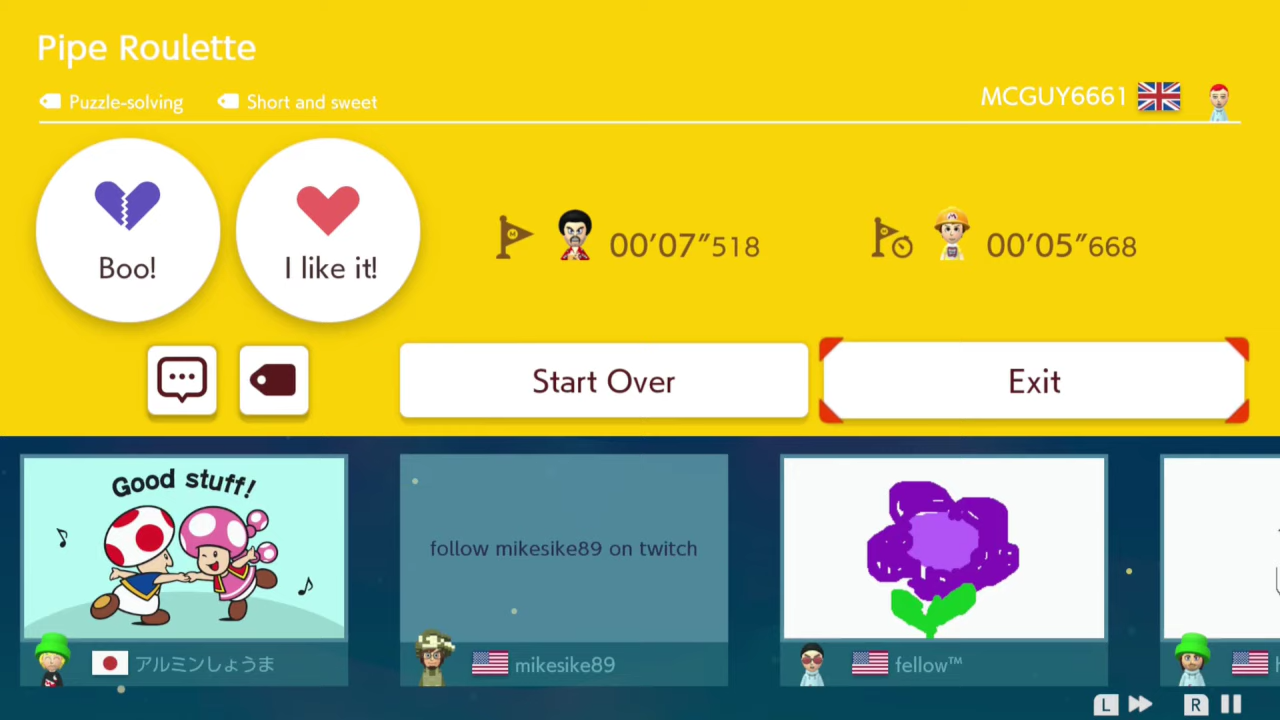 Pipe Roulette
Puzzle-solving
Short and sweet
MCGUY6661
Boo!
I like it!
00'07"518
00'05"668
Start Over
Exit
Good stuff!
follow mikesike89 on twitch
アルミンしょうま
mikesike89
fellow™
L
R